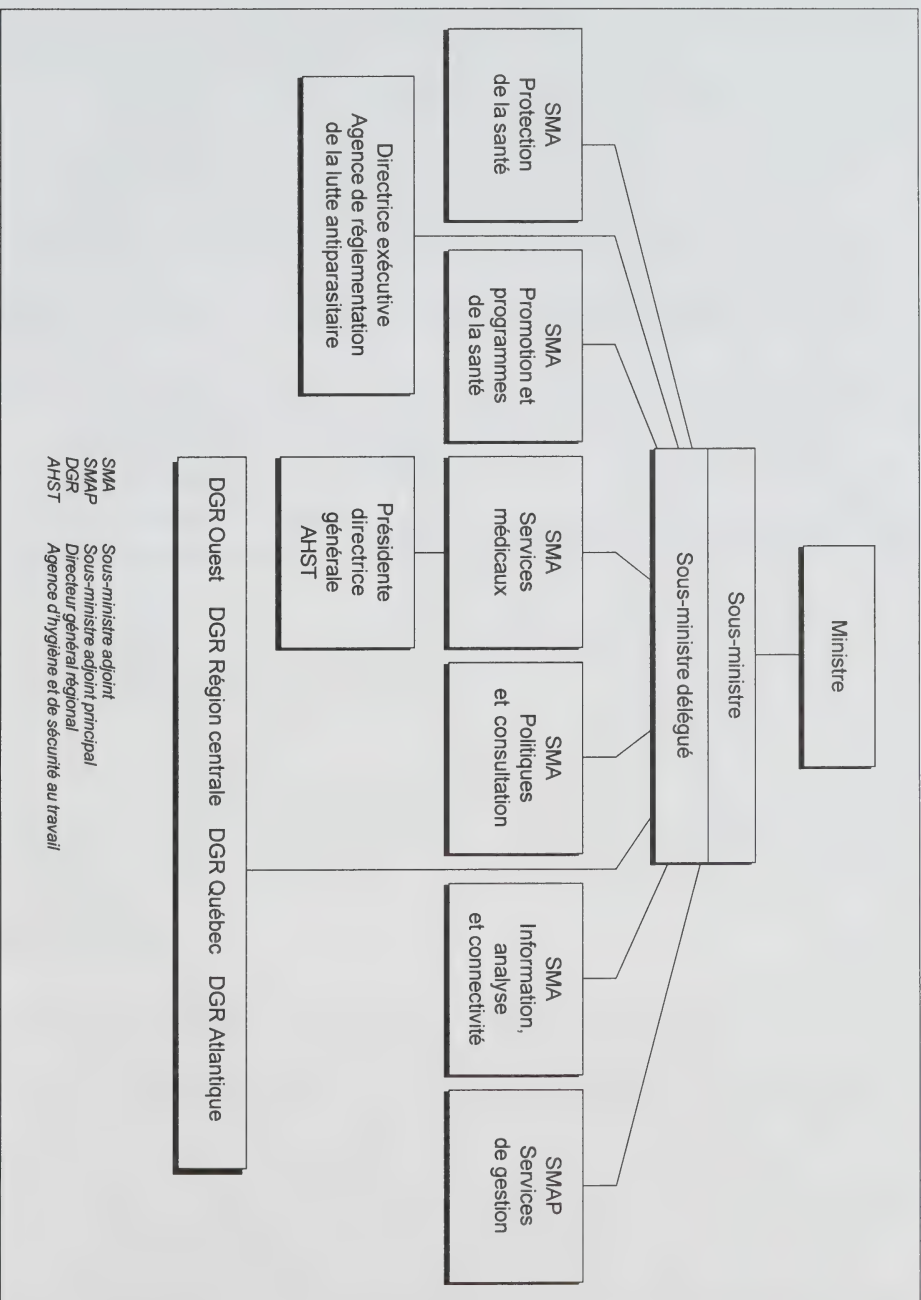 Ministre
Sous-ministre
Sous-ministre délégué
SMA
Protection
de la santé
SMA
Promotion et
programmes
de la santé
SMA
Services
médicaux
SMA
Politiques
et consultation
SMA
Information,
analyse
et connectivité
SMAP
Services
de gestion
Directrice exécutive
Agence de réglementation
de la lutte antiparasitaire
Présidente
directrice
générale
AHST
DGR Ouest DGR Région centrale DGR Québec DGR Atlantique
SMA Sous-ministre adjoint
SMAP Sous-ministre adjoint principal
DGR Directeur général régional
AHST Agence d'hygiène et de sécurité au travail